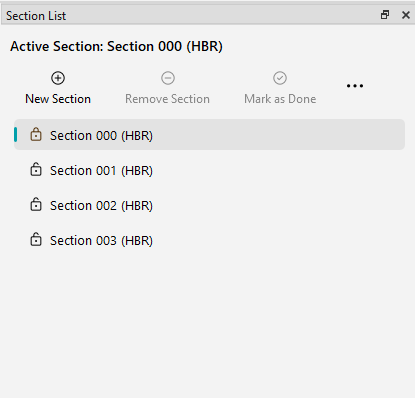 Section List
Active Section: Section 000 (HBR)
New Section
Remove Section
Mark as Done
Section 000 (HBR)
Section 001 (HBR)
Section 002 (HBR)
Section 003 (HBR)